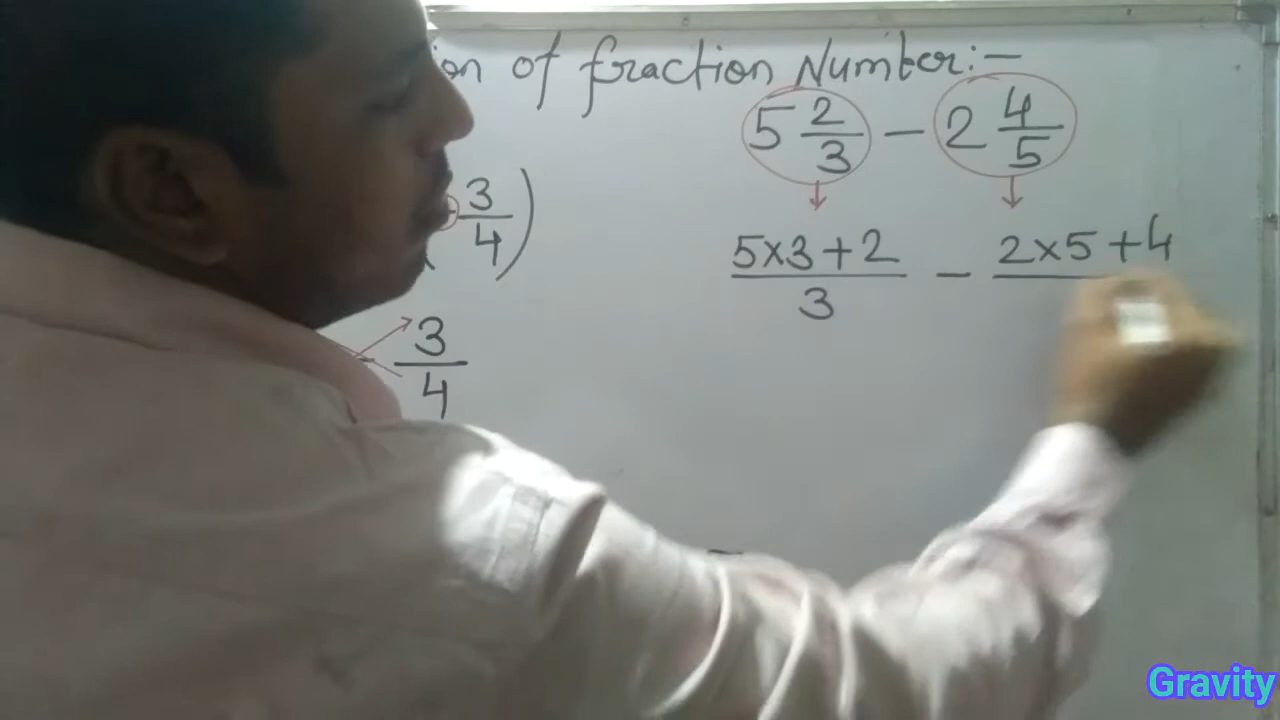 on of fraction Number:-
5 2/3 - 2 4/5
3/4)
5×3+2/3 - 2×5+4
3/4
Gravity